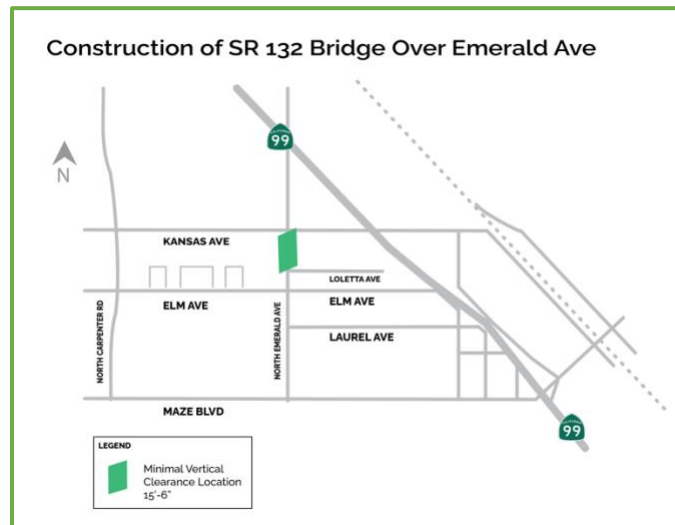 Construction of SR 132 Bridge Over Emerald Ave
99
N
KANSAS AVE
LOLETTA AVE
ELM AVE
ELM AVE
NORTH CARPENTER RD
NORTH EMERALD AVE
LAUREL AVE
MAZE BLVD
99
LEGEND
Minimal Vertical
Clearance Location
15'-6"